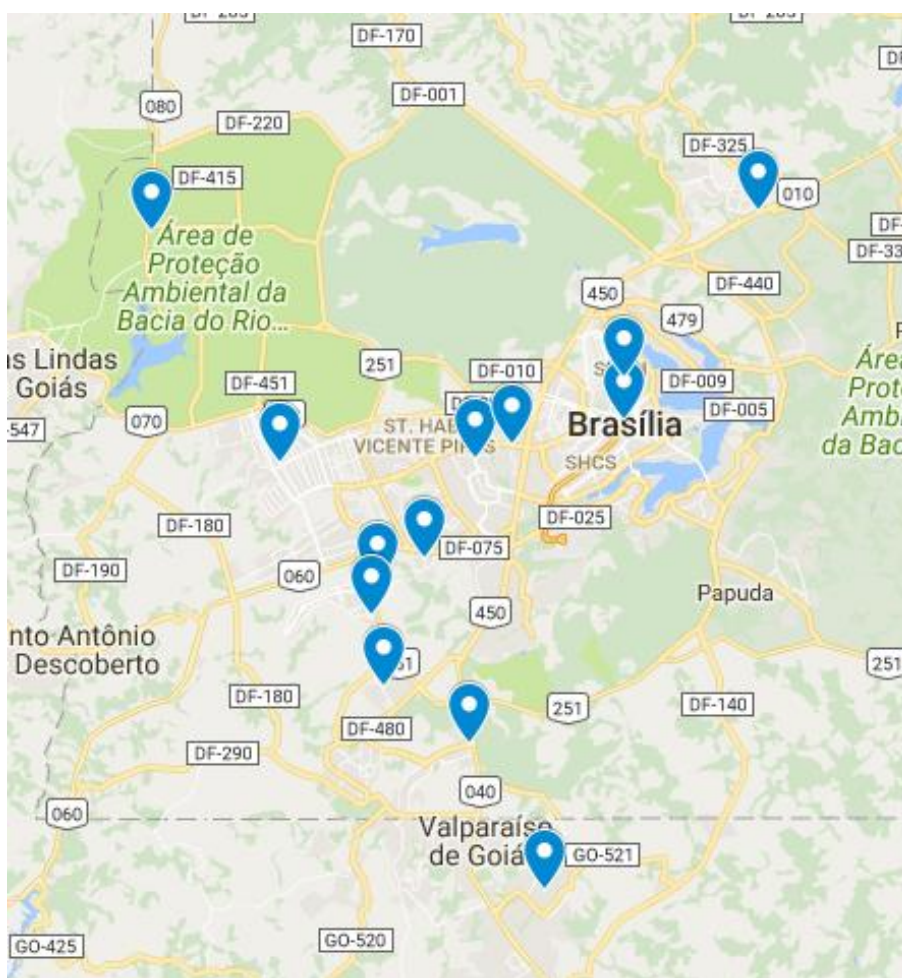 DF-170
DF-001
080
DF-220
DF-325
DF-415
010
Área de
Proteção
Ambiental da
Bacia do Rio...
DF-440
450
479
as Lindas
Goiás
251
DF-010
DF-451
DF-009
DF-005
070
ST. HAB
VICENTE PIRES
Brasília
SHCS
DF-180
DF-025
DF-075
060
DF-190
450
Papuda
nto Antônio
Descoberto
251
DF-180
DF-140
251
DF-480
DF-290
040
060
Valparaíso
de Goiás
GO-521
GO-520
GO-425